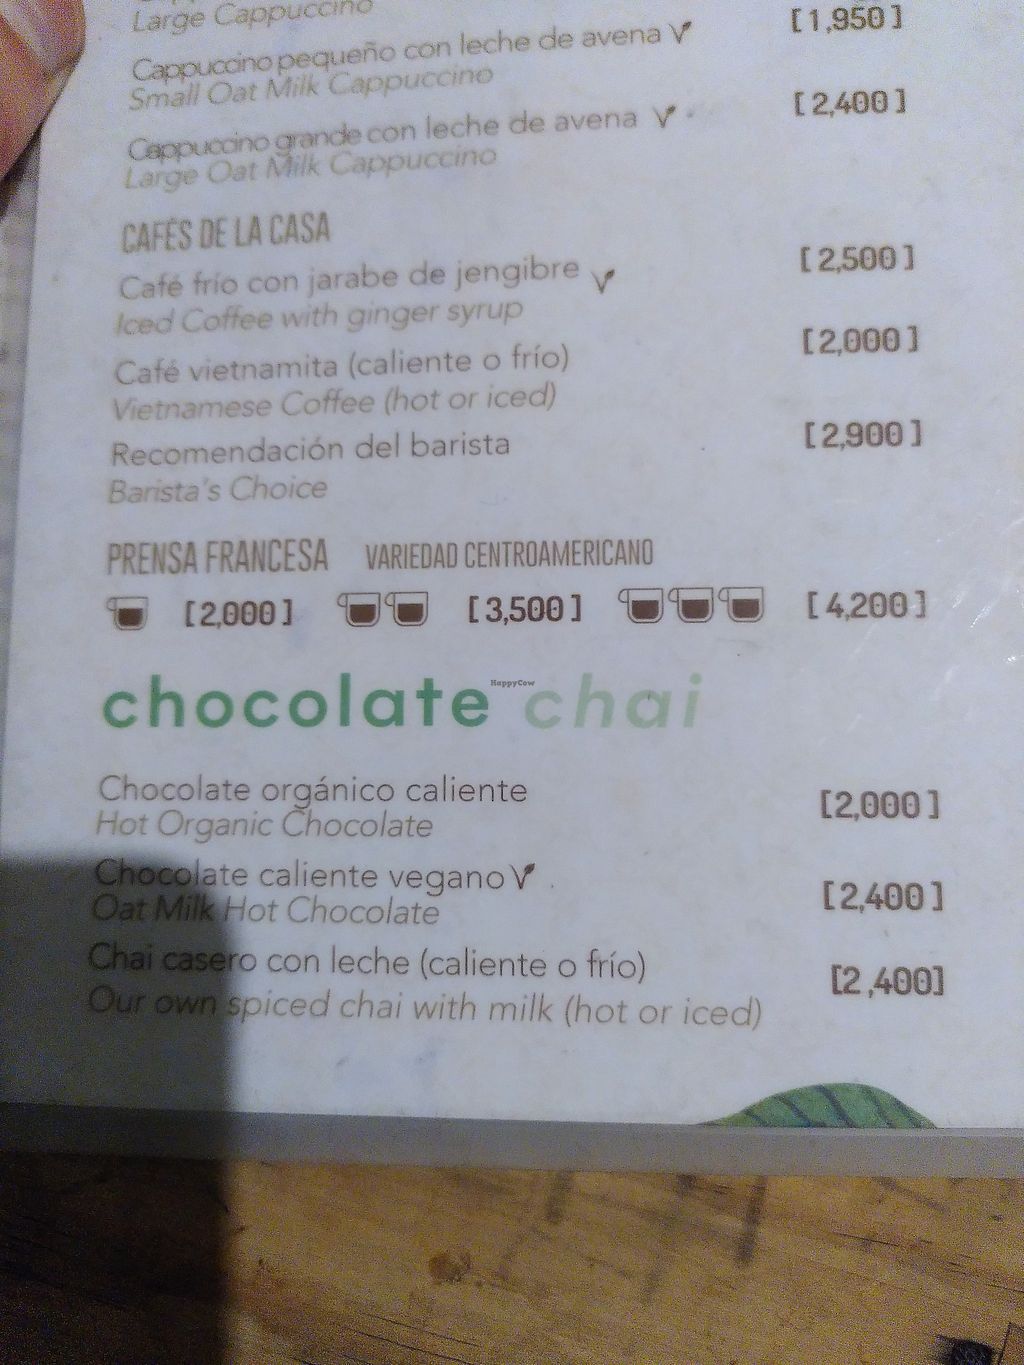 Large Cappuccino
Cappuccino pequeño con leche de avena [1,950]
Small Oat Milk Cappuccino
Cappuccino grande con leche de avena [2,400]
Large Oat Milk Cappuccino
CAFÉS DE LA CASA
Café frío con jarabe de jengibre [2,500]
Iced Coffee with ginger syrup
Café vietnamita (caliente o frío) [2,000]
Vietnamese Coffee (hot or iced)
Recomendación del barista [2,900]
Barista's Choice
PRENSA FRANCESA VARIEDAD CENTROAMERICANO
[2,000] [3,500] [4,200]
chocolate chai
HappyCow
Chocolate orgánico caliente [2,000]
Hot Organic Chocolate
Chocolate caliente vegano [2,400]
Oat Milk Hot Chocolate
Chai casero con leche (caliente o frío) [2,400]
Our own spiced chai with milk (hot or iced)